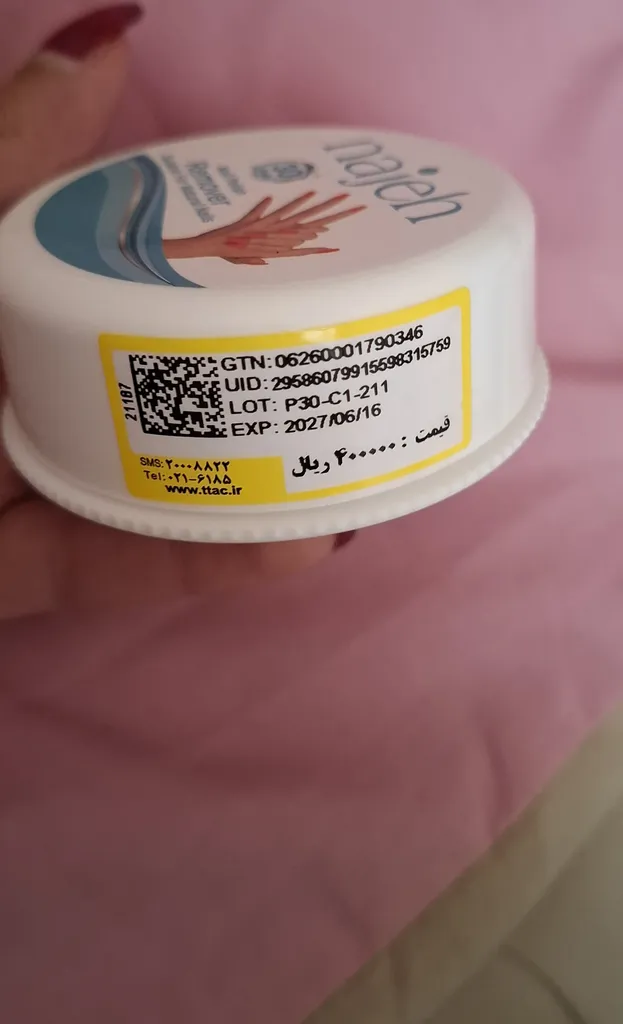 najeh
Remover
21187
GTN: 06260001790346
UID: 29586079915598315759
LOT: P30-C1-211
EXP: 2027/06/16
قیمت : ۴۰۰۰۰۰ ریال
SMS: ۲۰۰۰۸۸۲۲
Tel: ۰۲۱-۶۱۸۵
www.ttac.ir